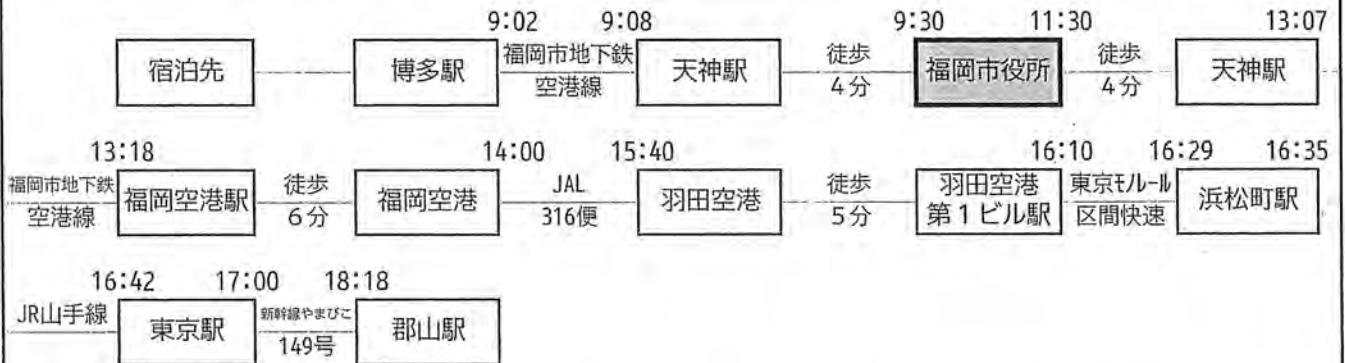 9:02 9:08 9:30 11:30 13:07
宿泊先 博多駅 福岡市地下鉄 空港線 天神駅 徒歩 4分 福岡市役所 徒歩 4分 天神駅
13:18 14:00 15:40 16:10 16:29 16:35
福岡市地下鉄 空港線 福岡空港駅 徒歩 6分 福岡空港 JAL 316便 羽田空港 徒歩 5分 羽田空港 第1ビル駅 東京モノレール 区間快速 浜松町駅
16:42 17:00 18:18
JR山手線 東京駅 新幹線やまびこ 149号 郡山駅